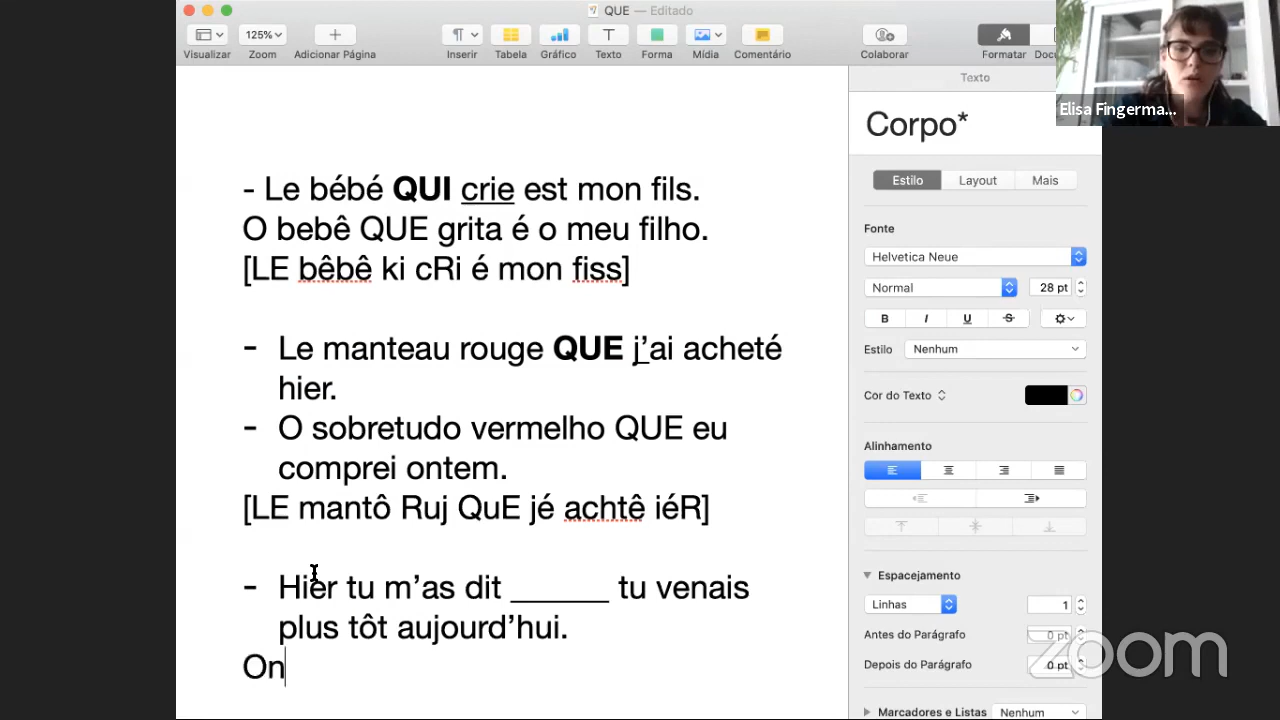 QUE — Editado
Visualizar
125%
Zoom
Adicionar Página
Inserir
Tabela
Gráfico
Texto
Forma
Mídia
Comentário
Colaborar
Formatar
Elisa Fingerma...
- Le bébé QUI crie est mon fils.
O bebê QUE grita é o meu filho.
[LE bêbê ki cRi é mon fiss]
- Le manteau rouge QUE j’ai acheté
hier.
- O sobretudo vermelho QUE eu
comprei ontem.
[LE mantô Ruj QuE jé achtê iéR]
- Hier tu m’as dit ______ tu venais
plus tôt aujourd’hui.
On
Texto
Corpo*
Estilo
Layout
Mais
Fonte
Helvetica Neue
Normal
28 pt
B I U S
Estilo
Nenhum
Cor do Texto
Alinhamento
Espacejamento
Linhas
1
Antes do Parágrafo
0 pt
Depois do Parágrafo
0 pt
Marcadores e Listas
Nenhum
zoom